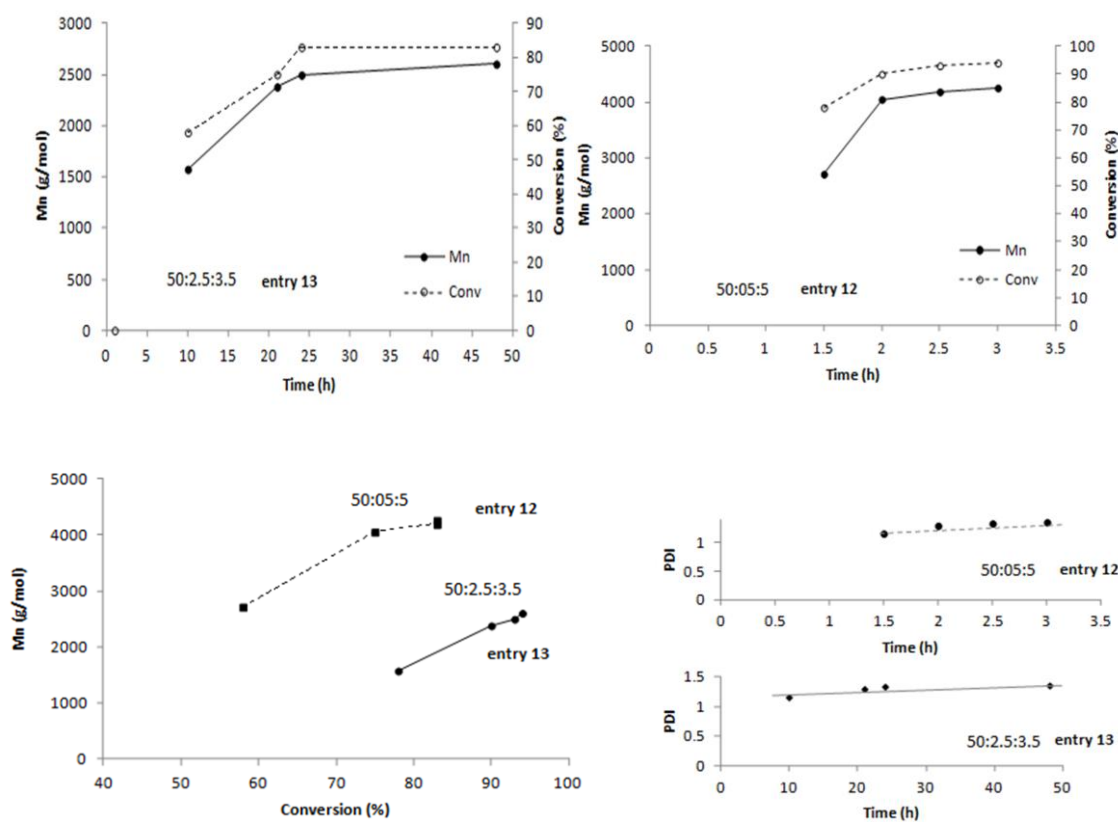 3000
2500
2000
1500
1000
500
0
Mn (g/mol)
90
80
70
60
50
40
30
20
10
0
Conversion (%)
Mn
Conv
50:2.5:3.5 entry 13
0 5 10 15 20 25 30 35 40 45 50
Time (h)
5000
4000
3000
2000
1000
0
Mn (g/mol)
100
90
80
70
60
50
40
30
20
10
0
Conversion (%)
Mn
Conv
50:05:5 entry 12
0 0.5 1 1.5 2 2.5 3 3.5
Time (h)
5000
4000
3000
2000
1000
0
Mn (g/mol)
50:05:5 entry 12
50:2.5:3.5
entry 13
40 50 60 70 80 90 100
Conversion (%)
1
0.5
0
PDI
50:05:5 entry 12
0 0.5 1 1.5 2 2.5 3 3.5
Time (h)
1.5
1
0.5
0
PDI
50:2.5:3.5 entry 13
0 10 20 30 40 50
Time (h)